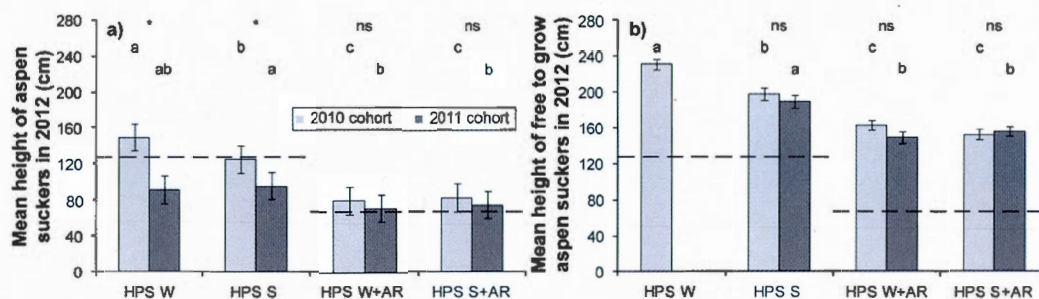 a)
Mean height of aspen
suckers in 2012 (cm)
280
240
200
160
120
80
40
0
* * ns ns
a b c c
ab a b b
2010 cohort 2011 cohort
HPS W HPS S HPS W+AR HPS S+AR
b)
Mean height of free to grow
aspen suckers in 2012 (cm)
280
240
200
160
120
80
40
0
ns ns ns
a b c c
a b b
HPS W HPS S HPS W+AR HPS S+AR